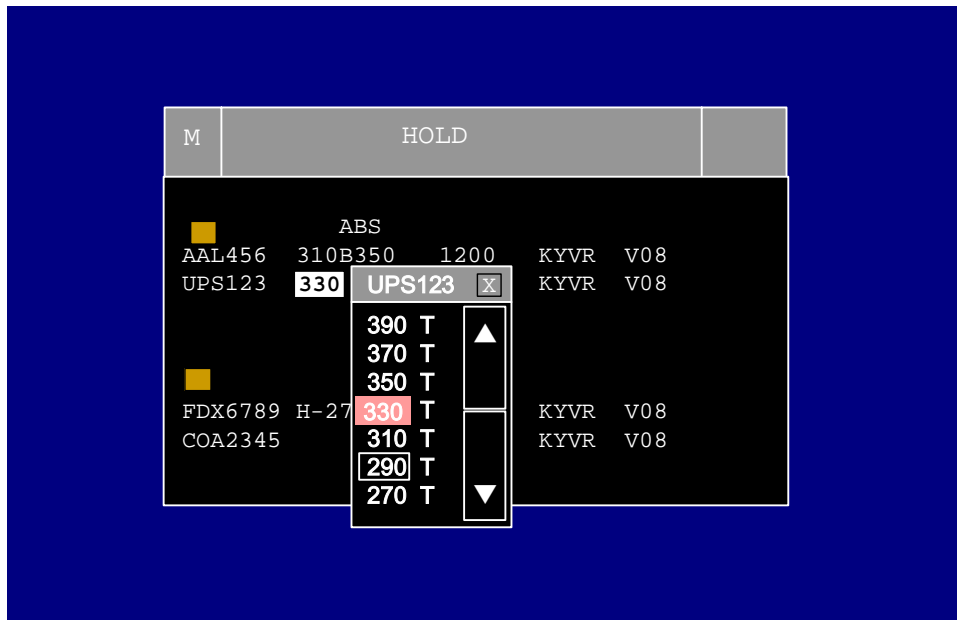 M HOLD
ABS
AAL456 310B350 1200 KYVR V08
UPS123 330 KYVR V08
UPS123 X
390 T
370 T
350 T
330 T
310 T
290 T
270 T
FDX6789 H-27 KYVR V08
COA2345 KYVR V08